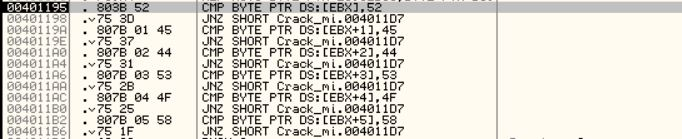 00401195 . 803B 52 CMP BYTE PTR DS:[EBX],52
00401198 .v75 3D JNZ SHORT Crack_mi.004011D7
0040119A . 807B 01 45 CMP BYTE PTR DS:[EBX+1],45
0040119E .v75 37 JNZ SHORT Crack_mi.004011D7
004011A0 . 807B 02 44 CMP BYTE PTR DS:[EBX+2],44
004011A4 .v75 31 JNZ SHORT Crack_mi.004011D7
004011A6 . 807B 03 53 CMP BYTE PTR DS:[EBX+3],53
004011AA .v75 2B JNZ SHORT Crack_mi.004011D7
004011AC . 807B 04 4F CMP BYTE PTR DS:[EBX+4],4F
004011B0 .v75 25 JNZ SHORT Crack_mi.004011D7
004011B2 . 807B 05 58 CMP BYTE PTR DS:[EBX+5],58
004011B6 .v75 1F JNZ SHORT Crack_mi.004011D7